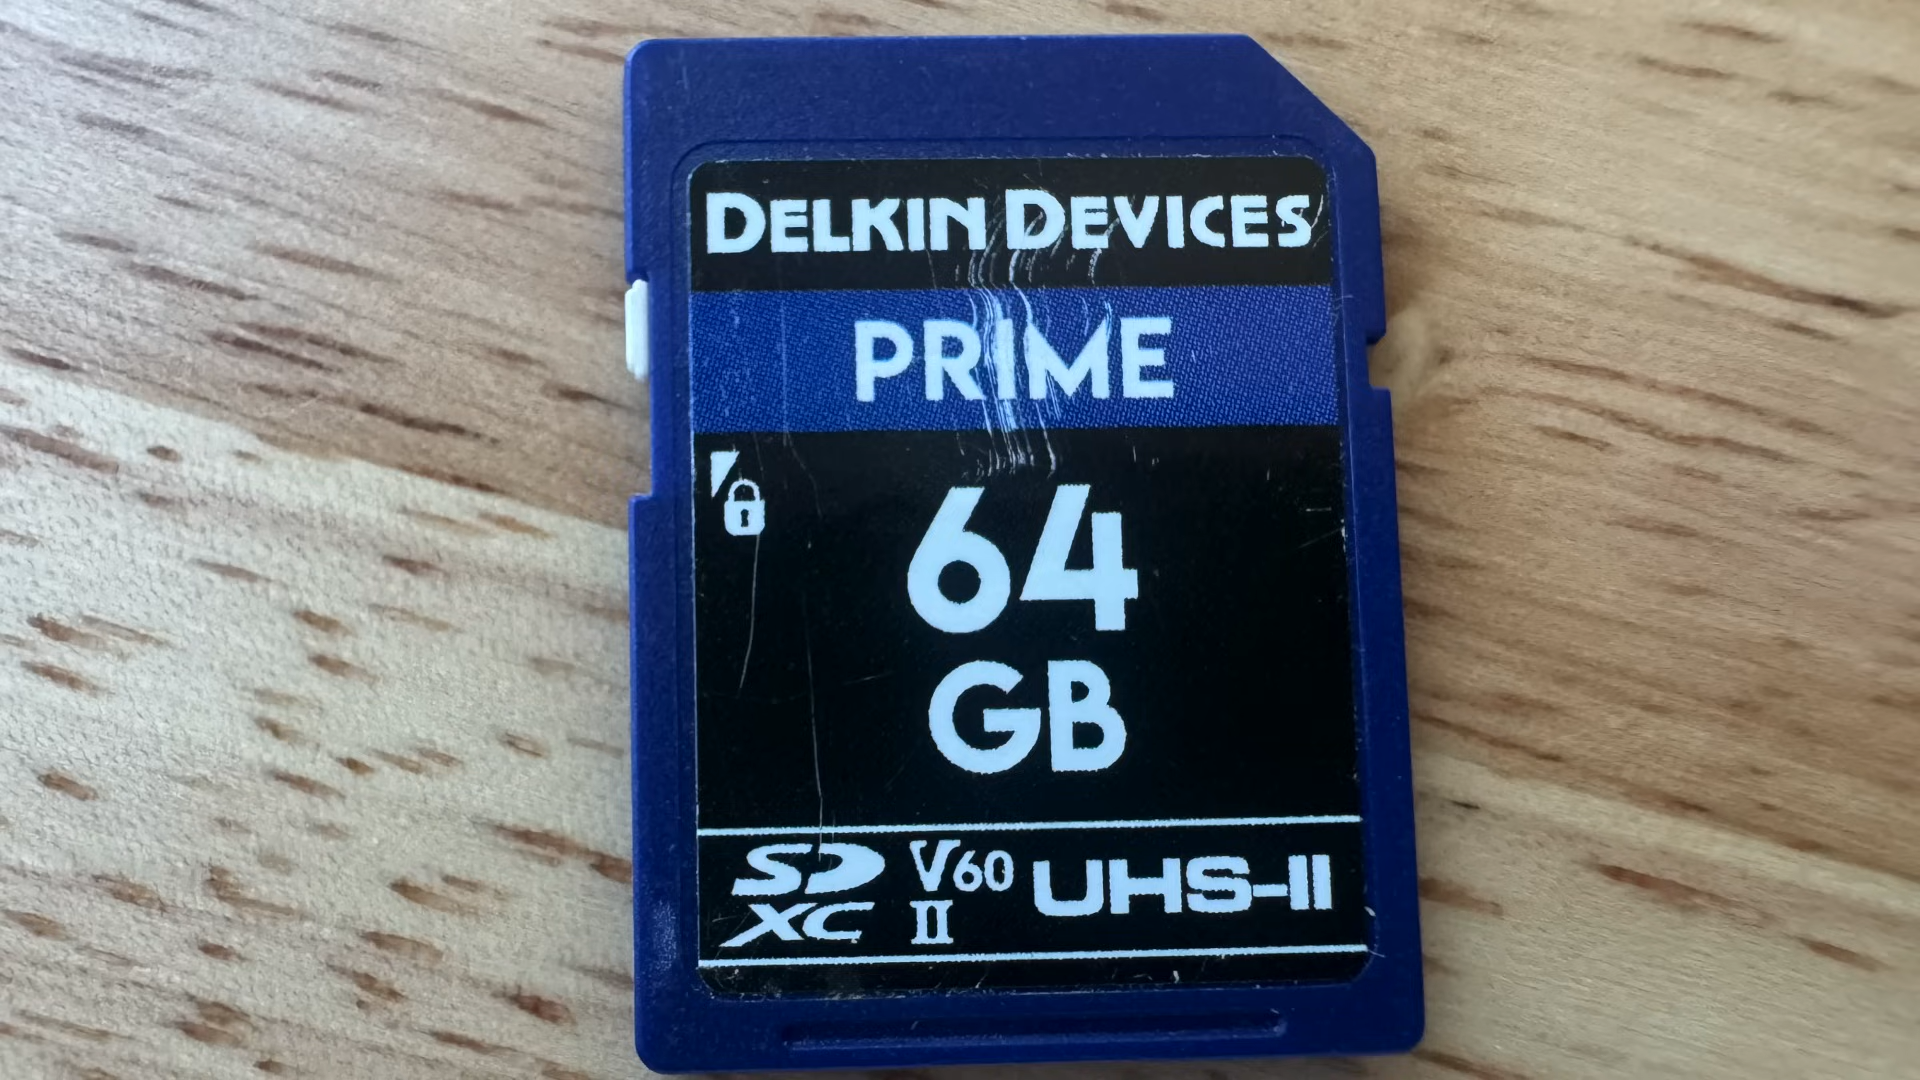 DELKIN DEVICES
PRIME
64
GB
SD XC V60 II UHS-II